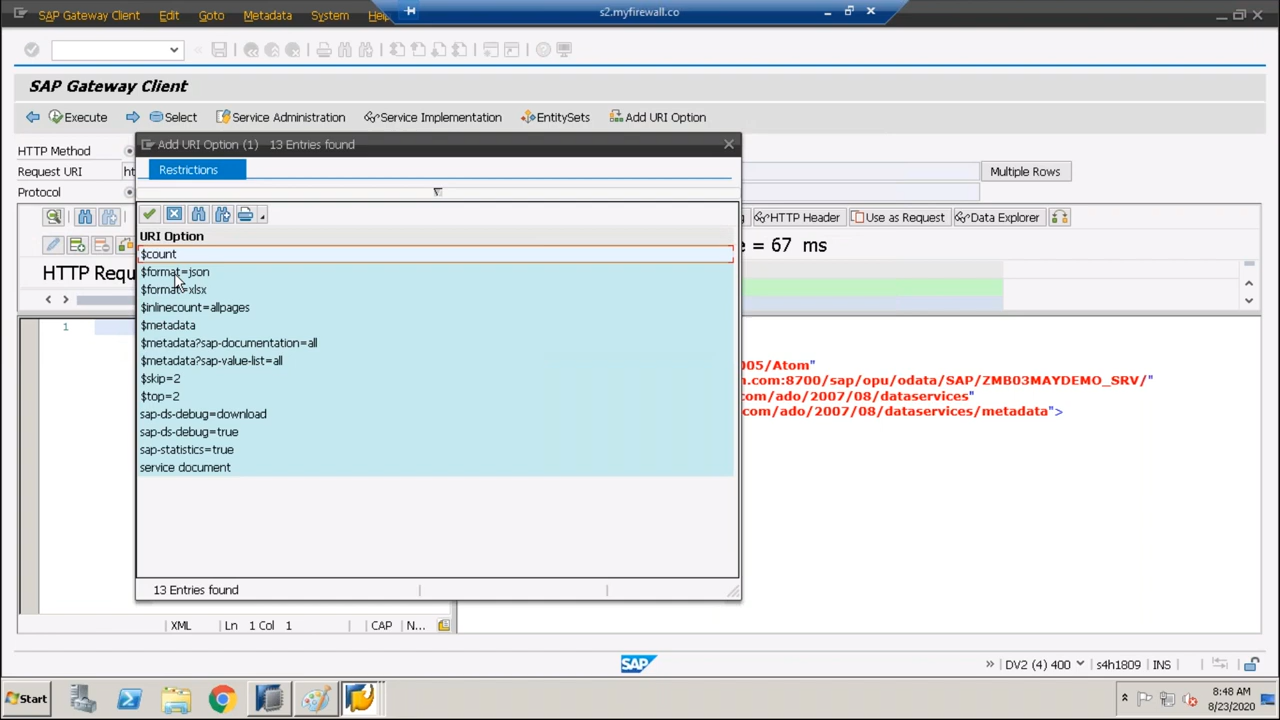 SAP Gateway Client Edit Goto Metadata System Help
s2.myfirewall.co
SAP Gateway Client
Execute Select Service Administration Service Implementation EntitySets Add URI Option
HTTP Method
Request URI ht Multiple Rows
Protocol
Add URI Option (1) 13 Entries found
Restrictions
URI Option
$count
$format=json
$format=xlsx
$inlinecount=allpages
$metadata
$metadata?sap-documentation=all
$metadata?sap-value-list=all
$skip=2
$top=2
sap-ds-debug=download
sap-ds-debug=true
sap-statistics=true
service document
13 Entries found
HTTP Header Use as Request Data Explorer
HTTP Requ e = 67 ms
1
005/Atom"
n.com:8700/sap/opu/odata/SAP/ZMB03MAYDEMO_SRV/"
com/ado/2007/08/dataservices"
com/ado/2007/08/dataservices/metadata">
XML Ln 1 Col 1 CAP N...
SAP
DV2 (4) 400 s4h1809 INS
Start
8:48 AM
8/23/2020